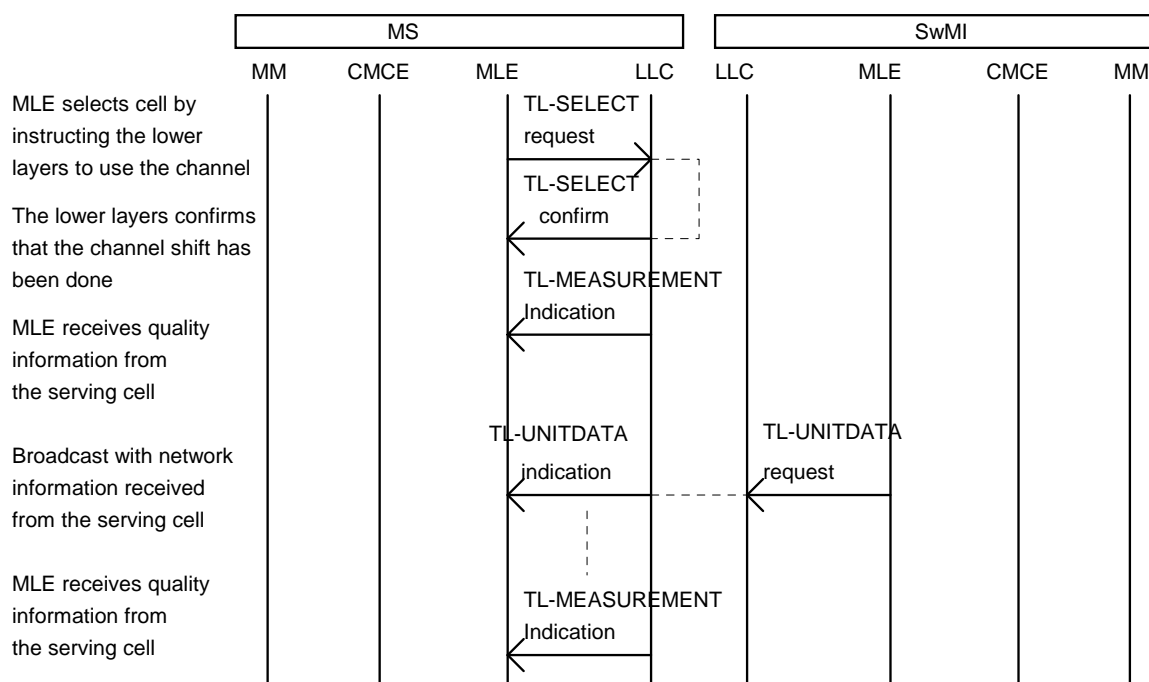 MS
SwMI
MM
CMCE
MLE
LLC
LLC
MLE
CMCE
MM
MLE selects cell by
instructing the lower
layers to use the channel
TL-SELECT
request
TL-SELECT
confirm
The lower layers confirms
that the channel shift has
been done
TL-MEASUREMENT
Indication
MLE receives quality
information from
the serving cell
TL-UNITDATA
indication
TL-UNITDATA
request
Broadcast with network
information received
from the serving cell
MLE receives quality
information from
the serving cell
TL-MEASUREMENT
Indication